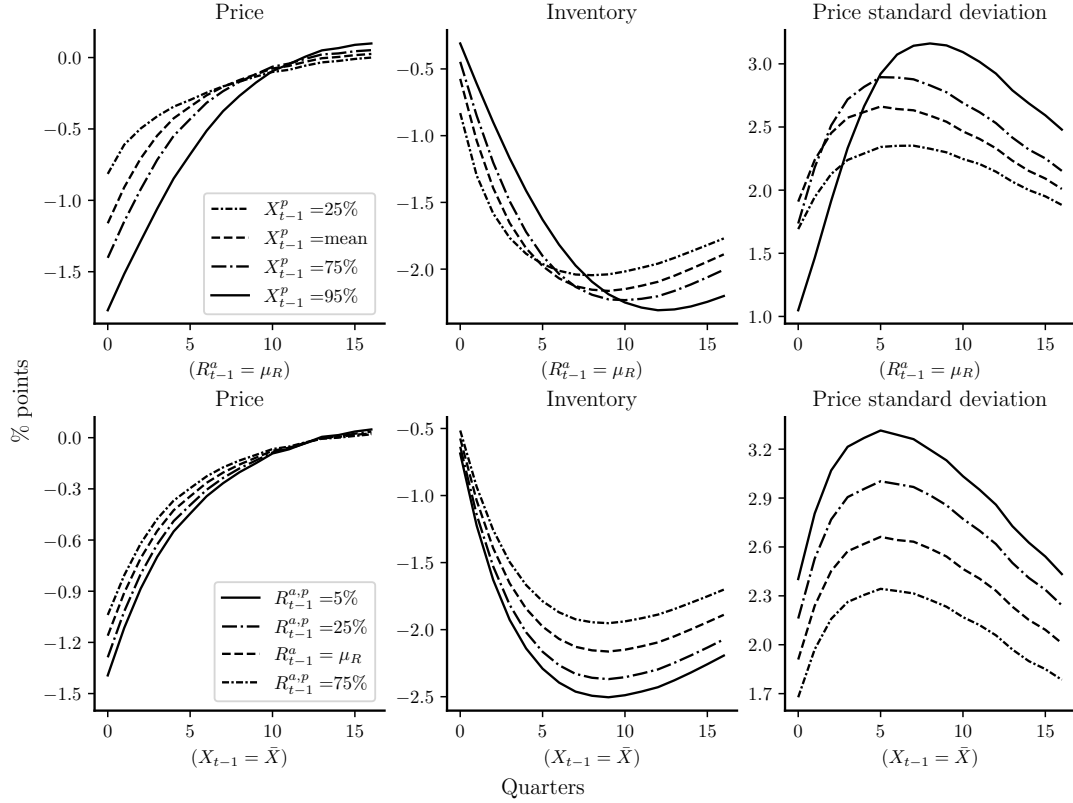 Price
Inventory
Price standard deviation
0.0
−0.5
−1.0
−1.5
−0.5
−1.0
−1.5
−2.0
3.0
2.5
2.0
1.5
1.0
X^p_{t−1} =25%
X^p_{t−1} =mean
X^p_{t−1} =75%
X^p_{t−1} =95%
0 5 10 15
0 5 10 15
0 5 10 15
(R^a_{t−1} = μ_R)
(R^a_{t−1} = μ_R)
(R^a_{t−1} = μ_R)
% points
Price
Inventory
Price standard deviation
0.0
−0.3
−0.6
−0.9
−1.2
−1.5
−0.5
−1.0
−1.5
−2.0
−2.5
3.2
2.9
2.6
2.3
2.0
1.7
R^{a,p}_{t−1} =5%
R^{a,p}_{t−1} =25%
R^a_{t−1} = μ_R
R^{a,p}_{t−1} =75%
0 5 10 15
0 5 10 15
0 5 10 15
(X_{t−1} = X̄)
(X_{t−1} = X̄)
(X_{t−1} = X̄)
Quarters